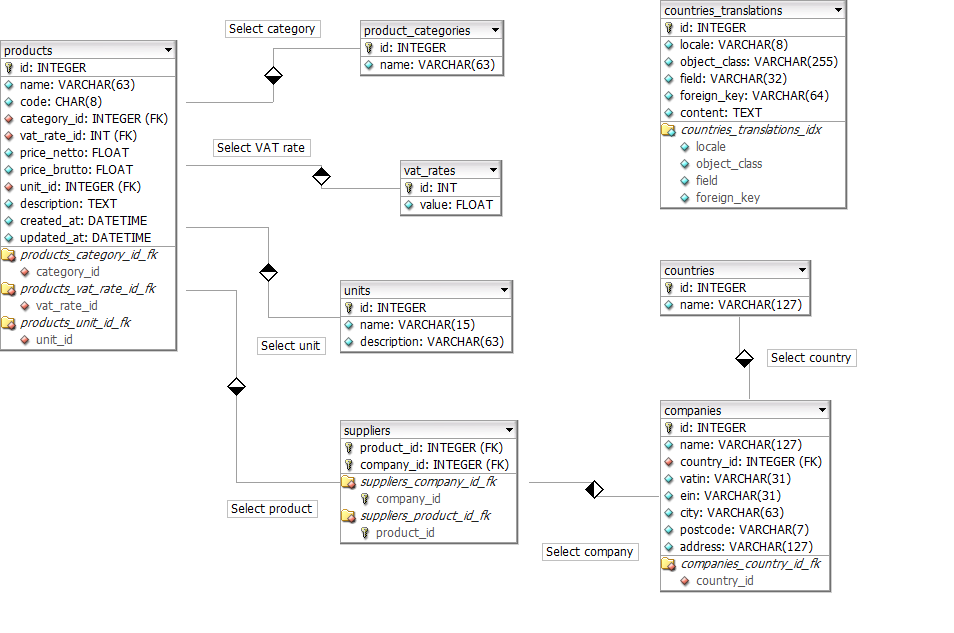 products
id: INTEGER
name: VARCHAR(63)
code: CHAR(8)
category_id: INTEGER (FK)
vat_rate_id: INT (FK)
price_netto: FLOAT
price_brutto: FLOAT
unit_id: INTEGER (FK)
description: TEXT
created_at: DATETIME
updated_at: DATETIME
products_category_id_fk
category_id
products_vat_rate_id_fk
vat_rate_id
products_unit_id_fk
unit_id
Select category
product_categories
id: INTEGER
name: VARCHAR(63)
Select VAT rate
vat_rates
id: INT
value: FLOAT
units
id: INTEGER
name: VARCHAR(15)
description: VARCHAR(63)
Select unit
suppliers
product_id: INTEGER (FK)
company_id: INTEGER (FK)
suppliers_company_id_fk
company_id
suppliers_product_id_fk
product_id
Select product
Select company
countries_translations
id: INTEGER
locale: VARCHAR(8)
object_class: VARCHAR(255)
field: VARCHAR(32)
foreign_key: VARCHAR(64)
content: TEXT
countries_translations_idx
locale
object_class
field
foreign_key
countries
id: INTEGER
name: VARCHAR(127)
Select country
companies
id: INTEGER
name: VARCHAR(127)
country_id: INTEGER (FK)
vatin: VARCHAR(31)
ein: VARCHAR(31)
city: VARCHAR(63)
postcode: VARCHAR(7)
address: VARCHAR(127)
companies_country_id_fk
country_id